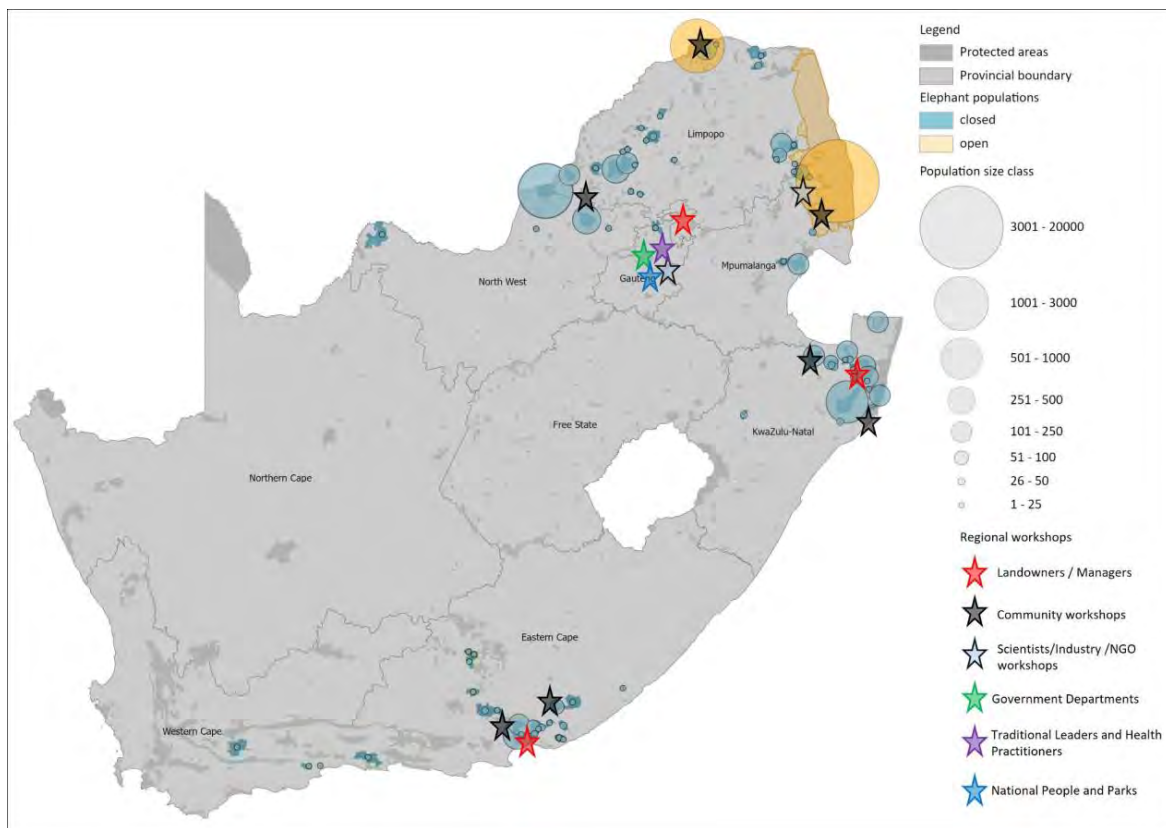 Legend
Protected areas
Provincial boundary
Elephant populations
closed
open
Population size class
3001 - 20000
1001 - 3000
501 - 1000
251 - 500
101 - 250
51 - 100
26 - 50
1 - 25
Regional workshops
Landowners / Managers
Community workshops
Scientists/Industry /NGO
workshops
Government Departments
Traditional Leaders and Health
Practitioners
National People and Parks
Limpopo
North West
Mpumalanga
Free State
KwaZulu-Natal
Northern Cape
Eastern Cape
Western Cape